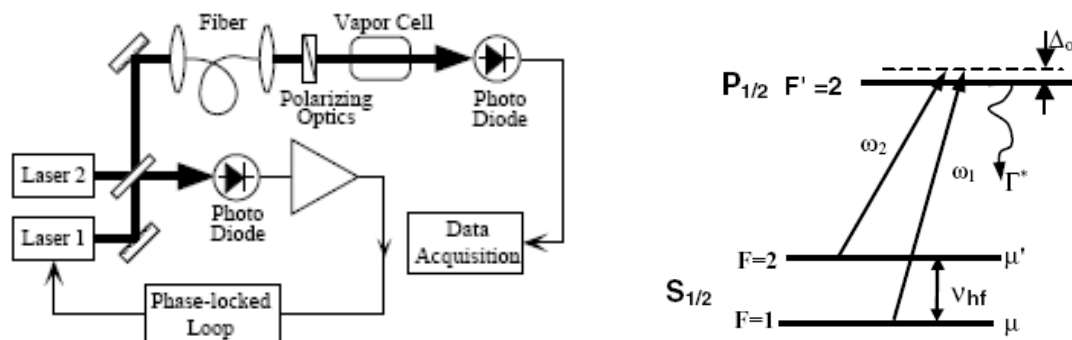 Fiber
Vapor Cell
Polarizing
Optics
Photo
Diode
Laser 2
Laser 1
Photo
Diode
Data
Acquisition
Phase-locked
Loop
Δo
P1/2 F' =2
ω2
ω1
Γ*
F=2
μ'
S1/2
νhf
F=1
μ